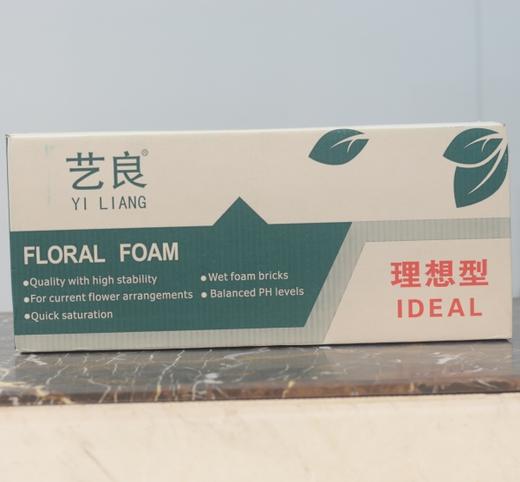 艺良®
YI LIANG
FLORAL FOAM
•Quality with high stability
•For current flower arrangements
•Quick saturation
•Wet foam bricks
• Balanced PH levels
理想型
IDEAL